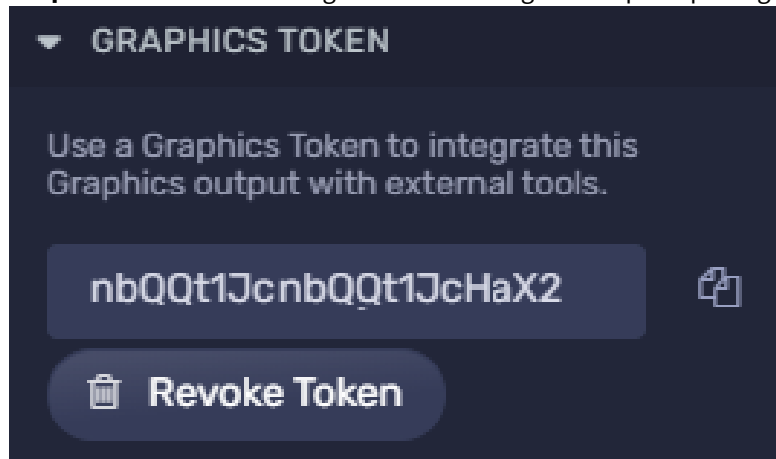 GRAPHICS TOKEN
Use a Graphics Token to integrate this
Graphics output with external tools.
nbQQt1JcnbQQt1JcHaX2
Revoke Token